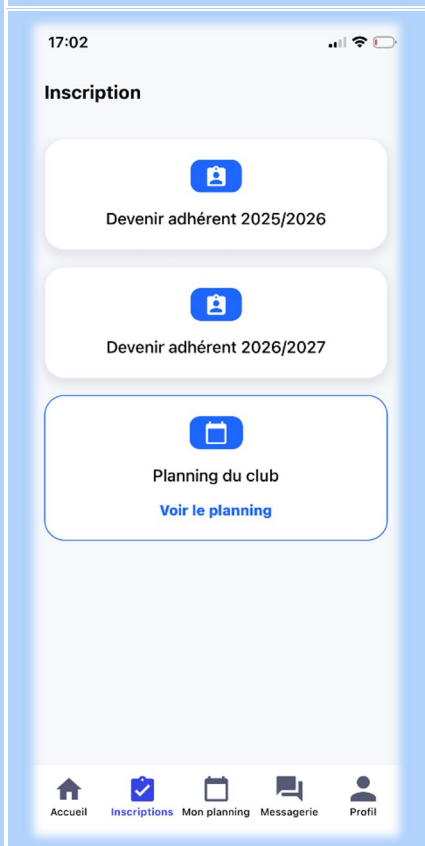 17:02
Inscription
Devenir adhérent 2025/2026
Devenir adhérent 2026/2027
Planning du club
Voir le planning
Accueil
Inscriptions
Mon planning
Messagerie
Profil